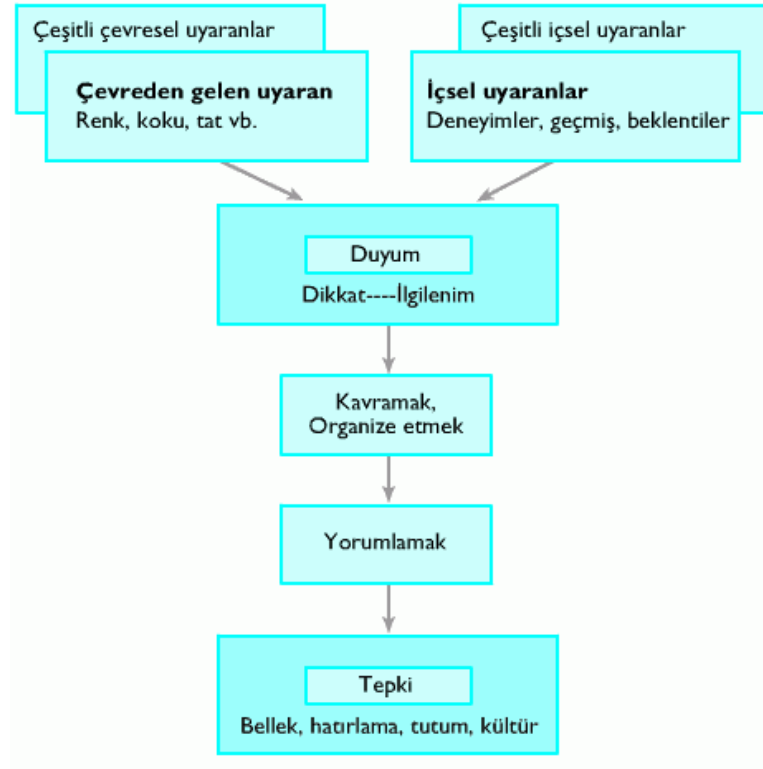 Çeşitli çevresel uyaranlar
Çevreden gelen uyaran
Renk, koku, tat vb.
Çeşitli içsel uyaranlar
İçsel uyaranlar
Deneyimler, geçmiş, beklentiler
Duyum
Dikkat----İlgilenim
Kavramak,
Organize etmek
Yorumlamak
Tepki
Bellek, hatırlama, tutum, kültür